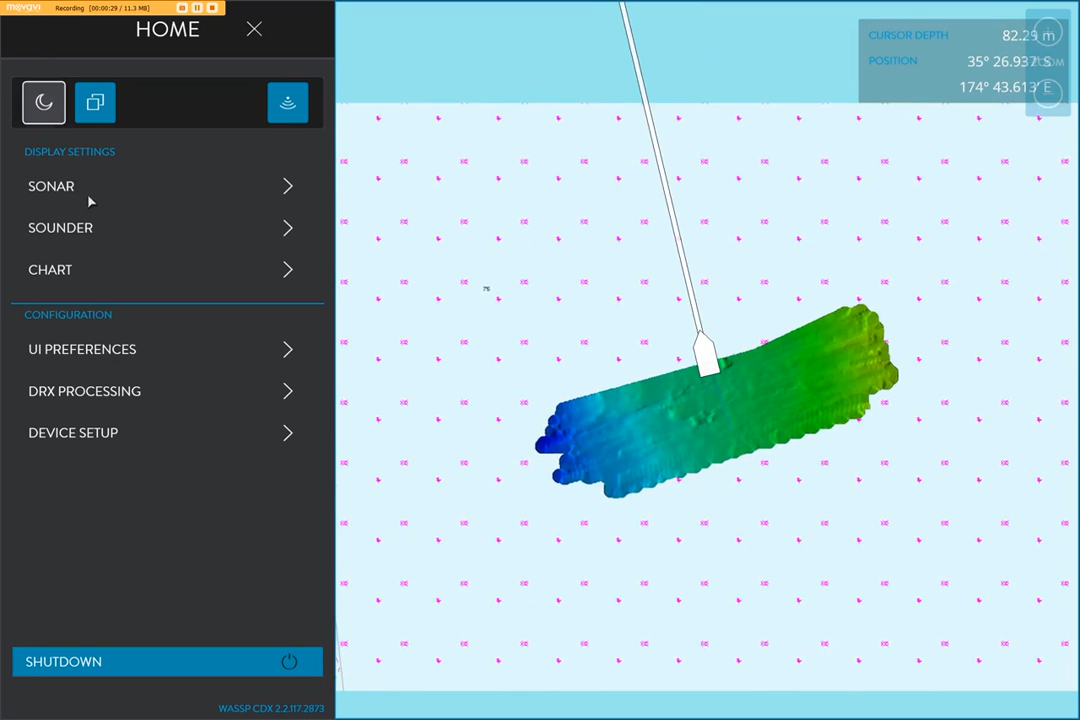 movavi Recording [00:00:29 / 11.3 MB]
HOME
DISPLAY SETTINGS
SONAR
SOUNDER
CHART
CONFIGURATION
UI PREFERENCES
DRX PROCESSING
DEVICE SETUP
SHUTDOWN
WASSP CDX 2.2.117.2873
CURSOR DEPTH 82.29 m
POSITION 35° 26.937' S
174° 43.613' E
ZOOM